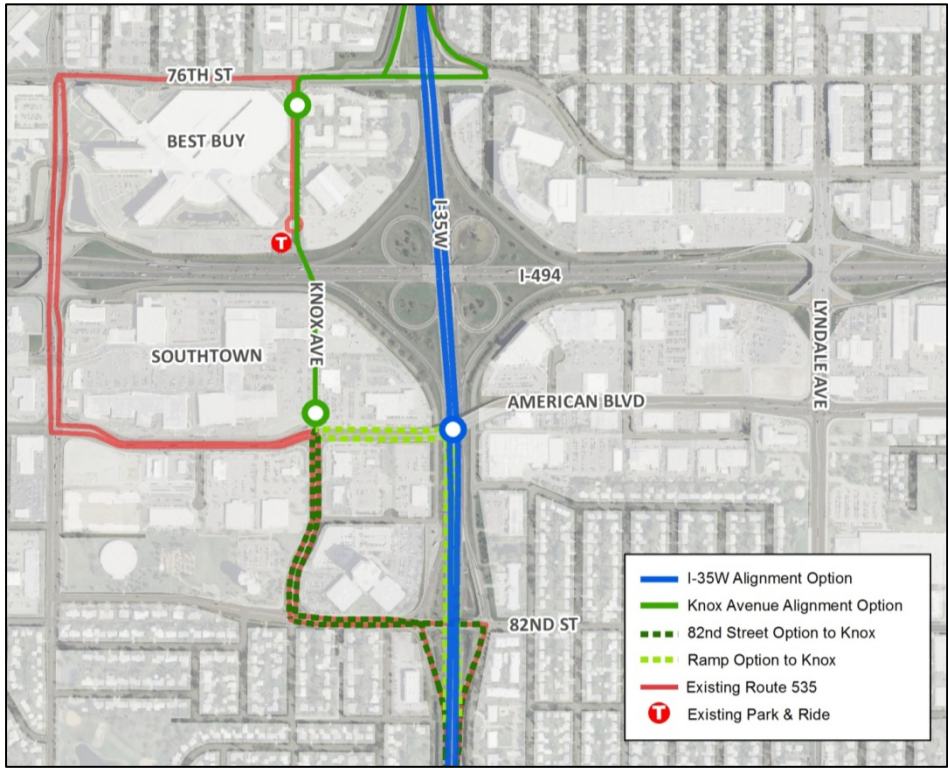 76TH ST
BEST BUY
I-35W
T
I-494
KNOX AVE
LYNDALE AVE
SOUTHTOWN
AMERICAN BLVD
82ND ST
I-35W Alignment Option
Knox Avenue Alignment Option
82nd Street Option to Knox
Ramp Option to Knox
Existing Route 535
T Existing Park & Ride